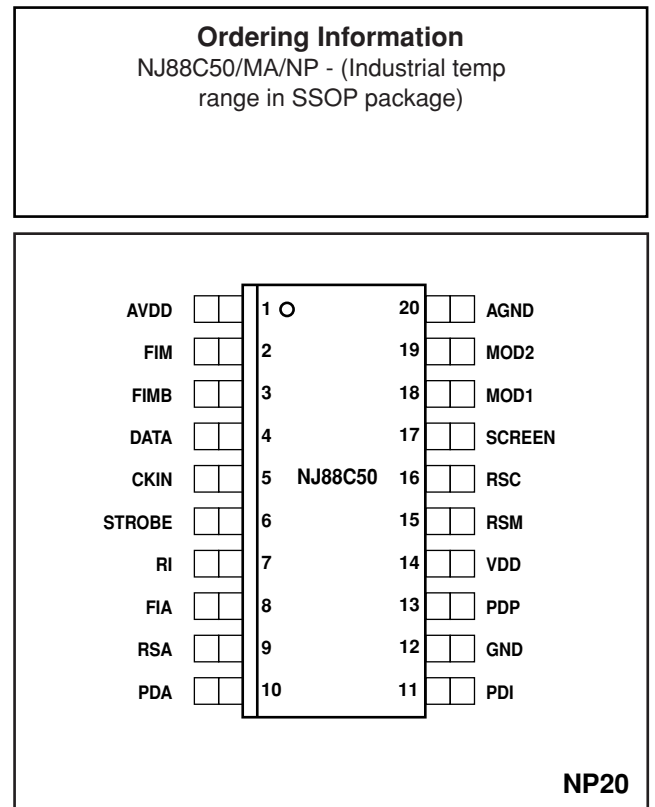 Ordering Information
NJ88C50/MA/NP - (Industrial temp
range in SSOP package)
AVDD 1 20 AGND
FIM 2 19 MOD2
FIMB 3 18 MOD1
DATA 4 17 SCREEN
CKIN 5 NJ88C50 16 RSC
STROBE 6 15 RSM
RI 7 14 VDD
FIA 8 13 PDP
RSA 9 12 GND
PDA 10 11 PDI
NP20